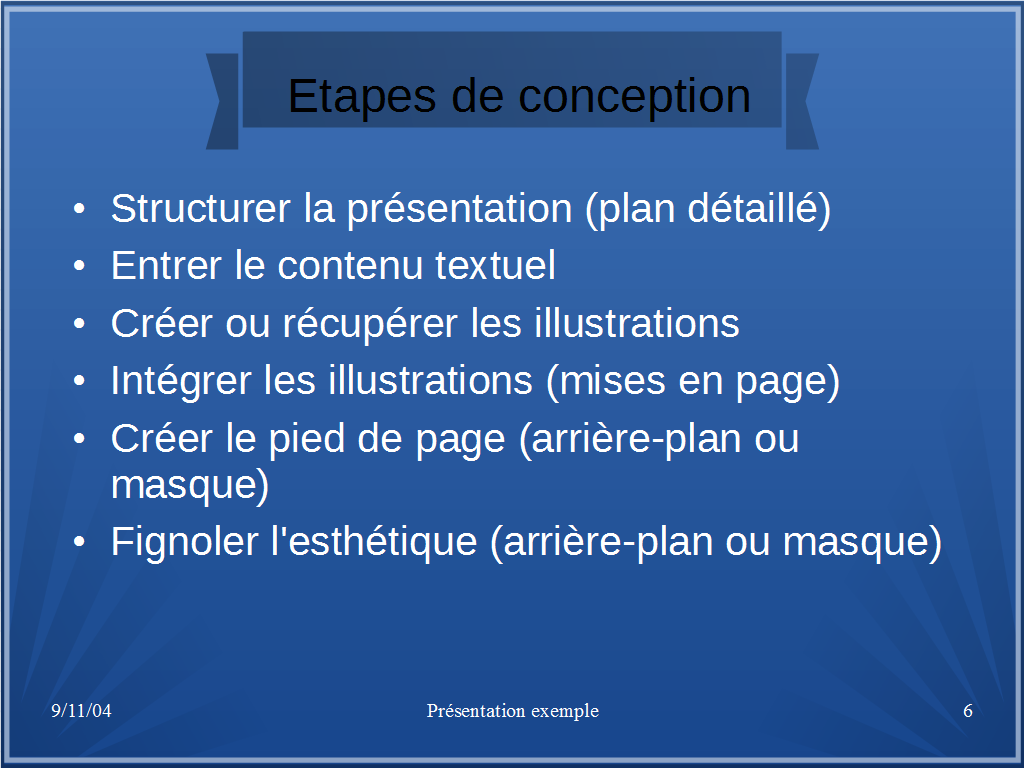 Etapes de conception
• Structurer la présentation (plan détaillé)
• Entrer le contenu textuel
• Créer ou récupérer les illustrations
• Intégrer les illustrations (mises en page)
• Créer le pied de page (arrière-plan ou
masque)
• Fignoler l'esthétique (arrière-plan ou masque)
9/11/04 Présentation exemple 6